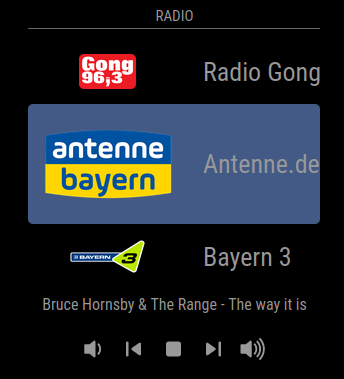 RADIO
Gong
96,3
Radio Gong
antenne
bayern
Antenne.de
3 BAYERN 3
Bayern 3
Bruce Hornsby & The Range - The way it is